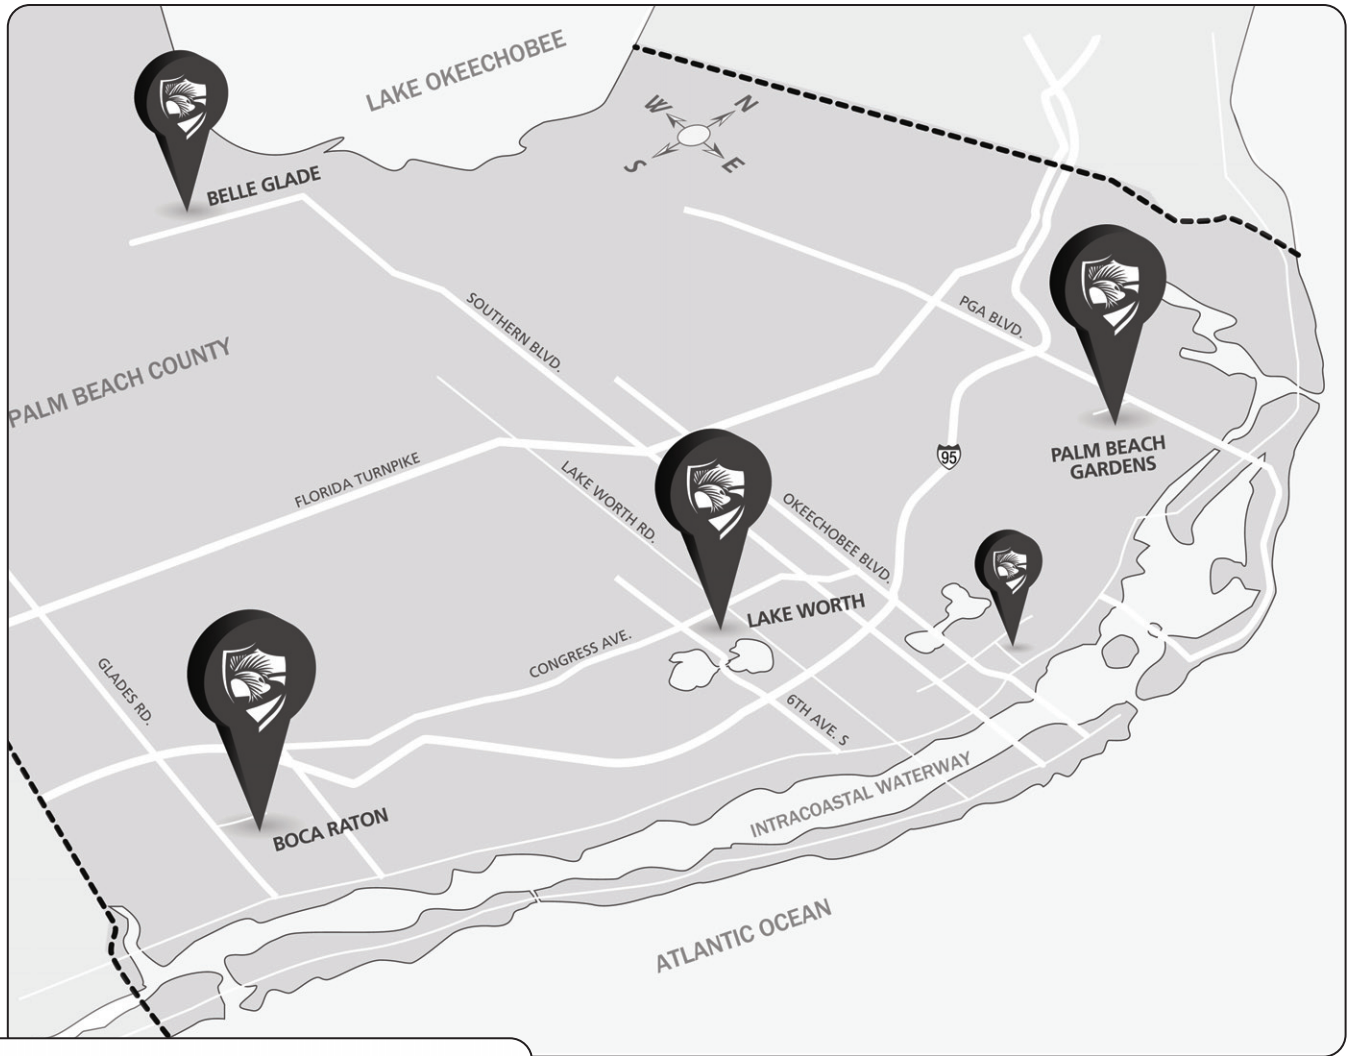 LAKE OKEECHOBEE
W
N
S
E
BELLE GLADE
SOUTHERN BLVD.
PGA BLVD.
PALM BEACH COUNTY
PALM BEACH
GARDENS
95
FLORIDA TURNPIKE
LAKE WORTH RD.
OKEECHOBEE BLVD.
LAKE WORTH
CONGRESS AVE.
GLADES RD.
6TH AVE. S
INTRACOASTAL WATERWAY
BOCA RATON
ATLANTIC OCEAN